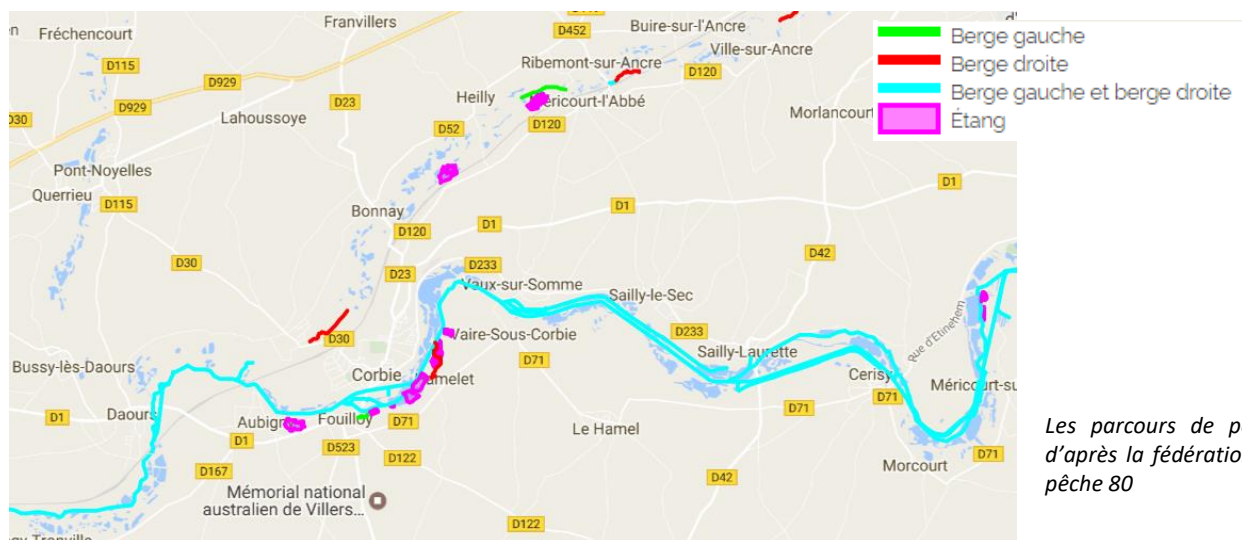 Franvillers
Buire-sur-l'Ancre
Fréchencourt
D452
Ville-sur-Ancre
D115
D929
Ribemont-sur-Ancre
D120
D23
Heilly
Méricourt-l'Abbé
D929
D30
Lahoussoye
D52
D120
Morlancourt
Pont-Noyelles
Querrieu
D115
D1
Bonnay
D1
D120
D1
D42
D30
D23
D233
Vaux-sur-Somme
Sailly-le-Sec
Rue d'Etinehem
D30
Vaire-Sous-Corbie
D233
D71
Sailly-Laurette
Bussy-lès-Daours
Corbie
Cerisy
D71
Daours
D1
Aubign
Fouilloy
D71
D71
D1
D523
D122
Le Hamel
D71
Morcourt
D167
D42
Mémorial national
australien de Villers...
D122
Berge gauche
Berge droite
Berge gauche et berge droite
Étang
Les parcours de
d'après la
pêche 80